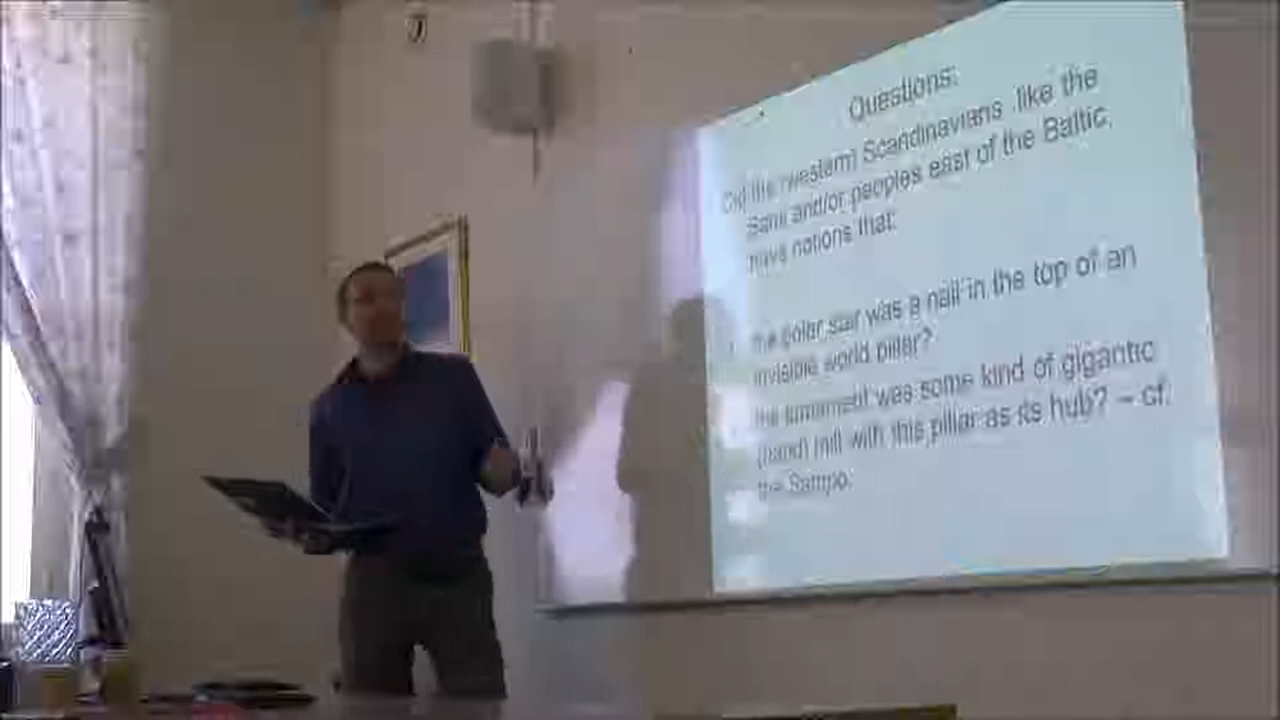 Questions:
Did the (western) Scandinavians like the
Sami and/or peoples east of the Baltic,
have notions that:
the polar star was a nail in the top of an
invisible world pillar?
the firmament was some kind of gigantic
(hand) mill with this pillar as its hub? – cf.
the Sampo.